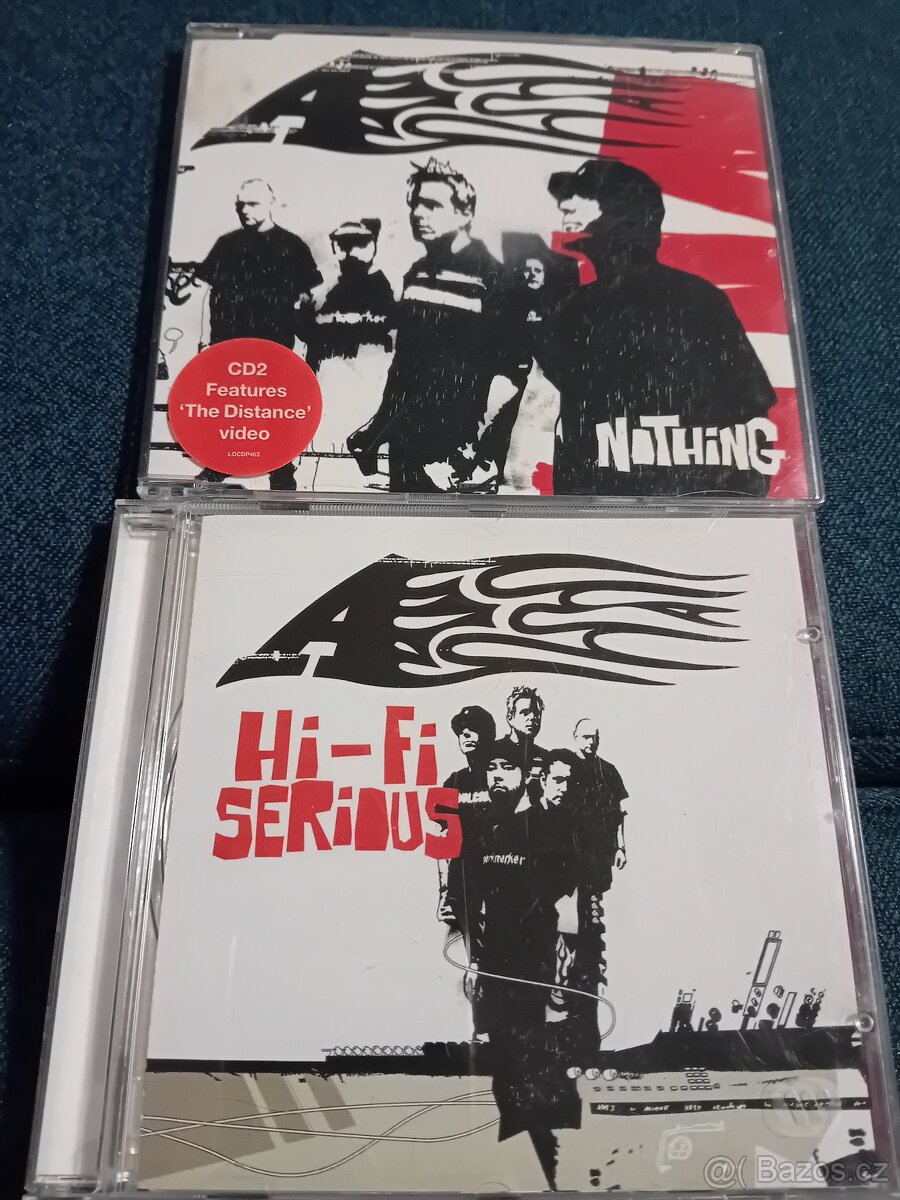 A
CD2
Features
'The Distance'
video
LOCDP463
NOTHiNG
A
Hi-Fi
SERiOUS
@( Bazos.cz